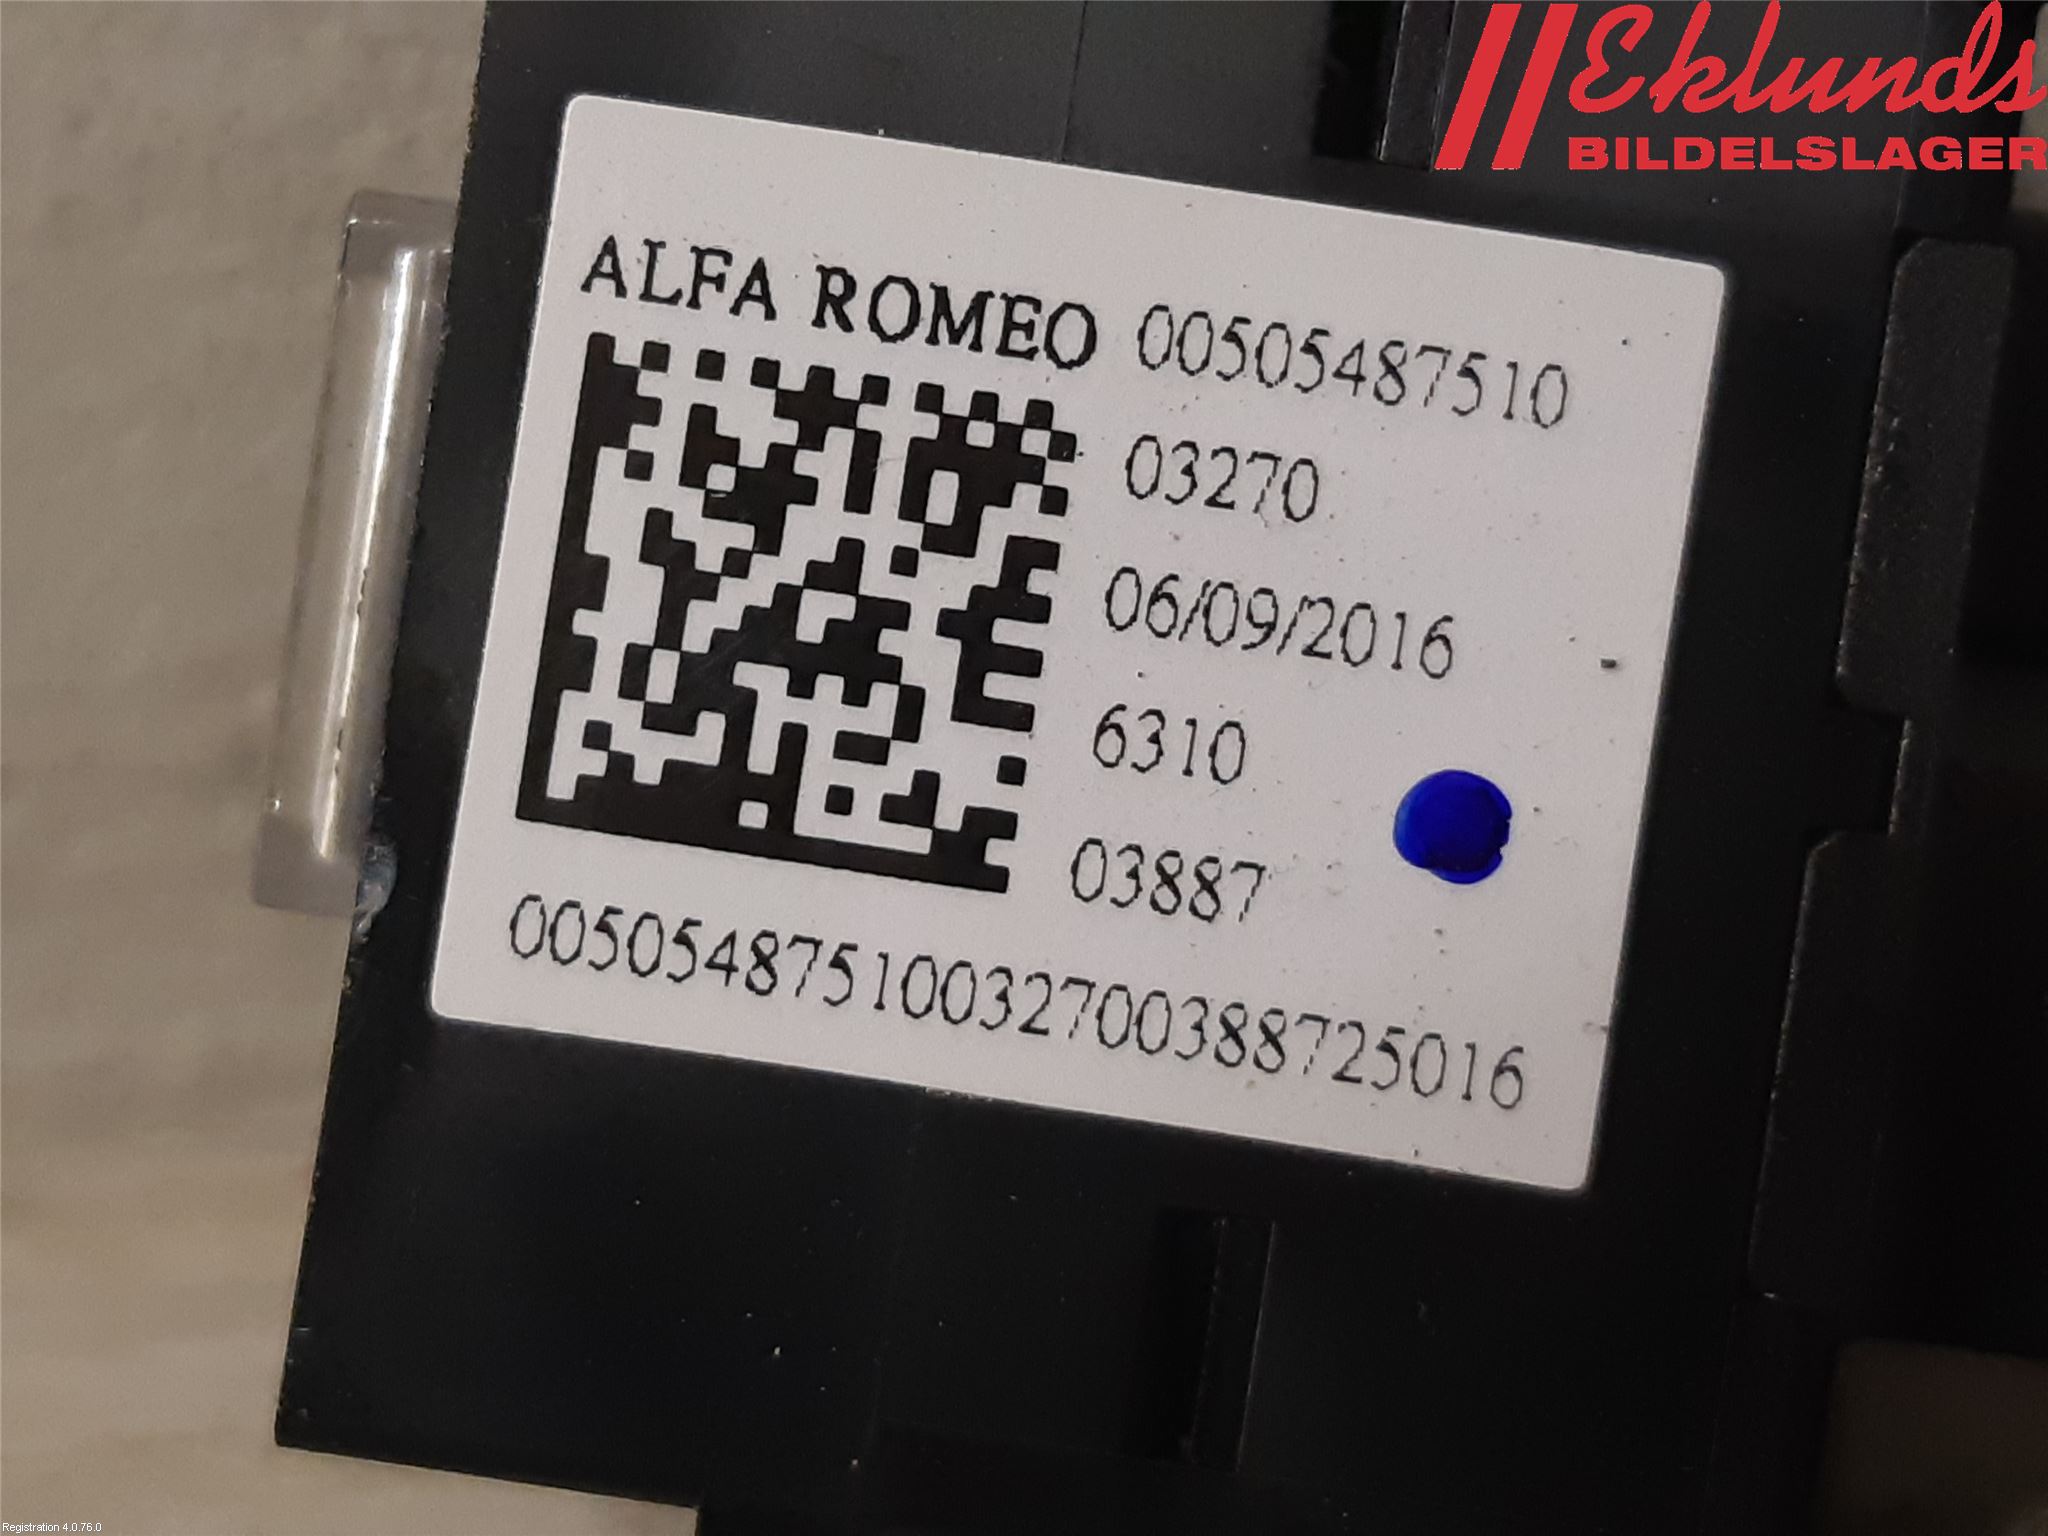 Eklunds
BILDELSLAGER
ALFA ROMEO 00505487510
03270
06/09/2016
6310
03887
00505487510032700388725016
Registration 4.0.76.0